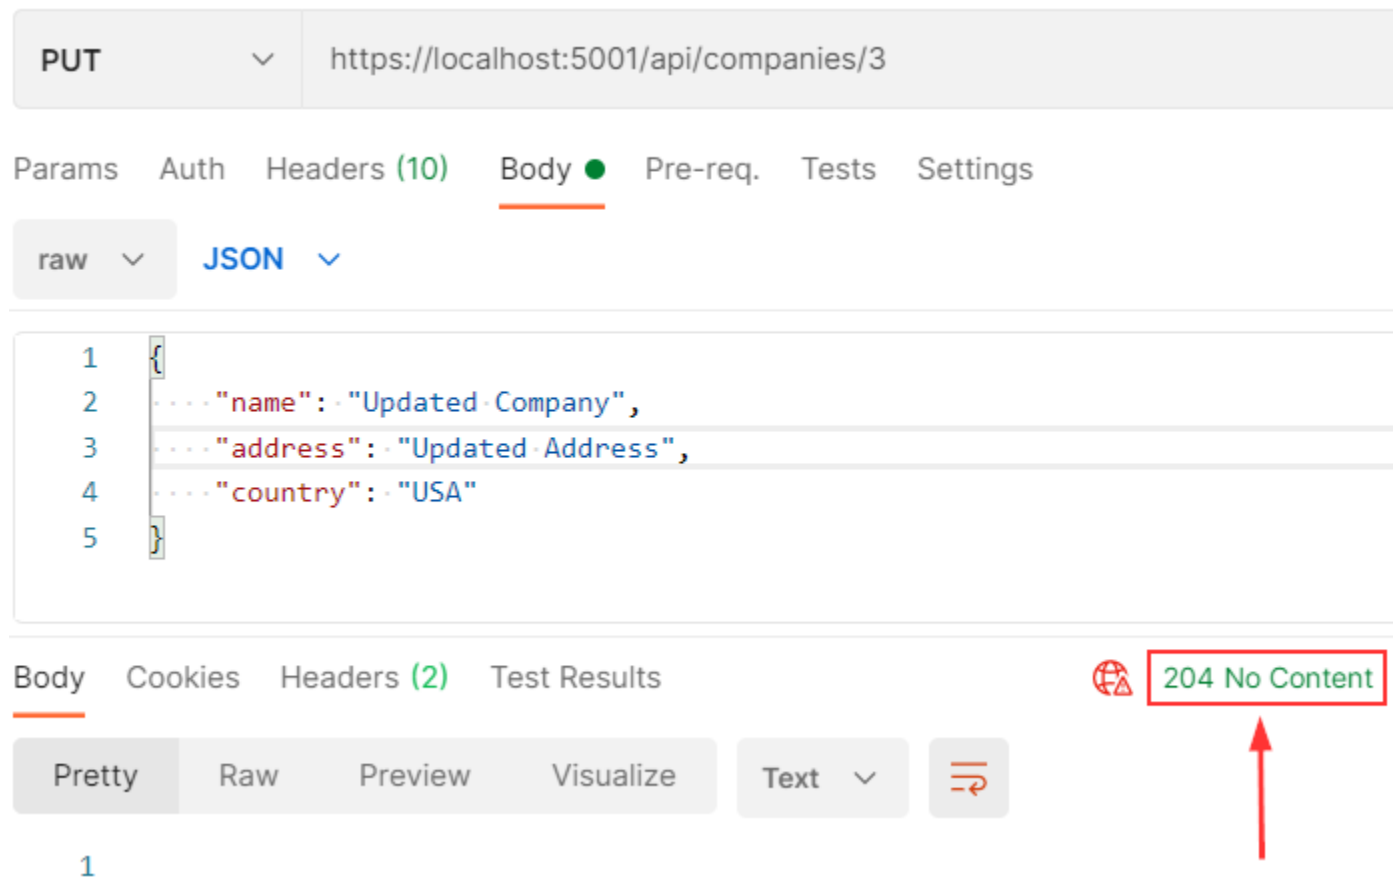 PUT https://localhost:5001/api/companies/3
Params Auth Headers (10) Body Pre-req. Tests Settings
raw JSON
1 {
2 "name": "Updated Company",
3 "address": "Updated Address",
4 "country": "USA"
5 }
Body Cookies Headers (2) Test Results 204 No Content
Pretty Raw Preview Visualize Text
1